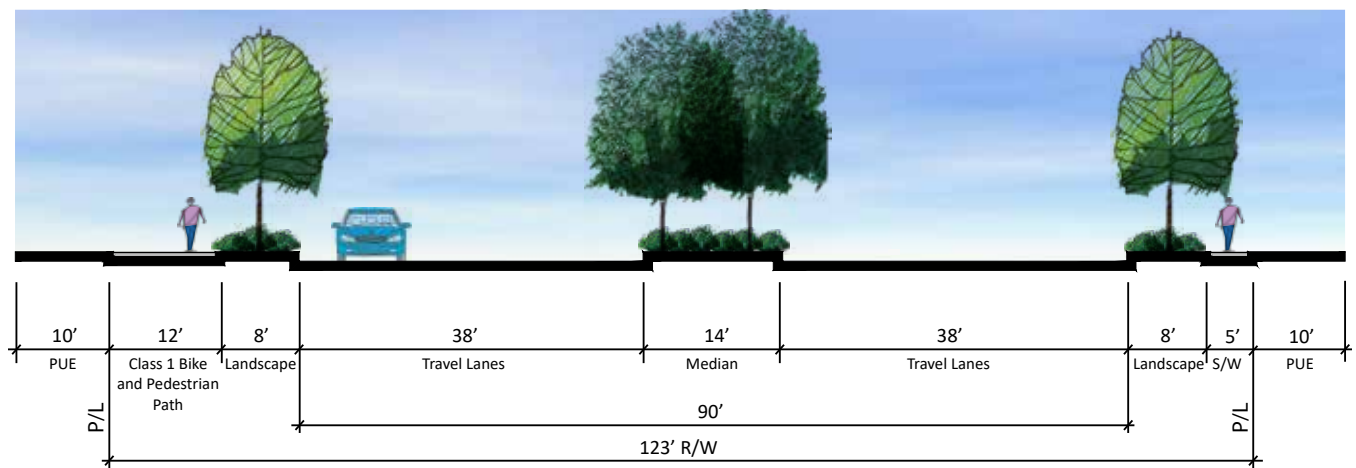 10’ 12’ 8’ 38’ 14’ 38’ 8’ 5’ 10’
PUE Class 1 Bike Landscape Travel Lanes Median Travel Lanes Landscape S/W PUE
and Pedestrian
Path
P/L P/L
90’
123’ R/W